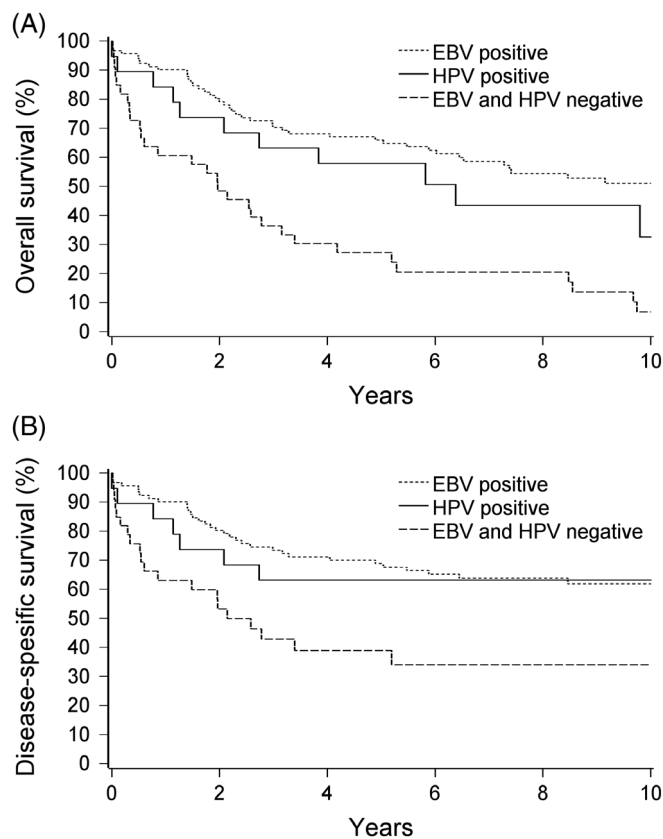 (A)
Overall survival (%)
100
90
80
70
60
50
40
30
20
10
0
EBV positive
HPV positive
EBV and HPV negative
0 2 4 6 8 10
Years
(B)
Disease-spesific survival (%)
100
90
80
70
60
50
40
30
20
10
0
EBV positive
HPV positive
EBV and HPV negative
0 2 4 6 8 10
Years